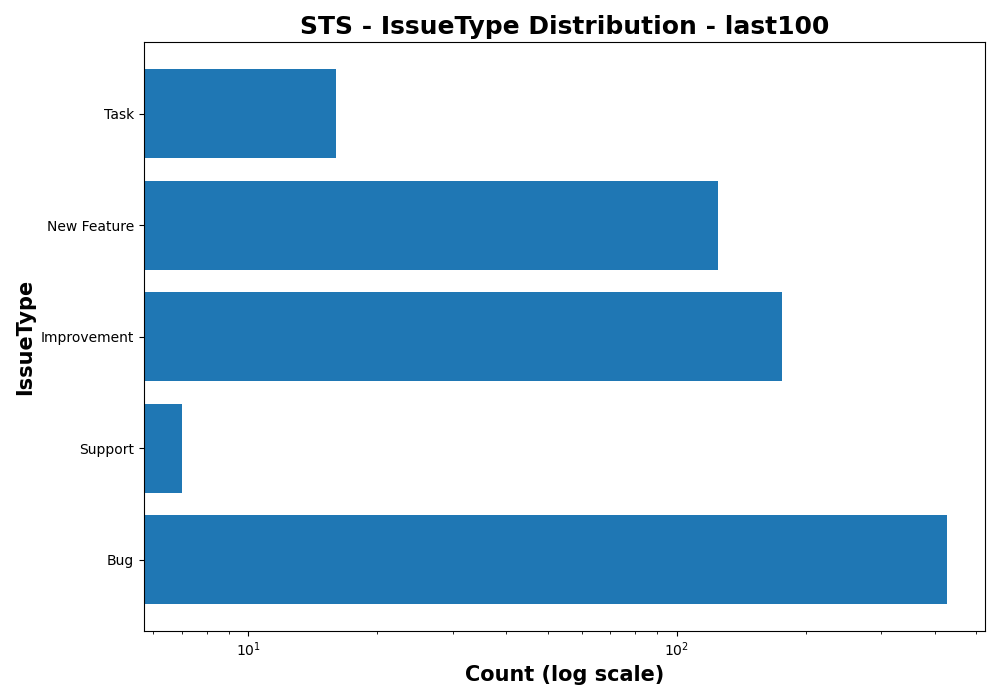 STS - IssueType Distribution - last100
IssueType
Task
New Feature
Improvement
Support
Bug
10¹ 10²
Count (log scale)